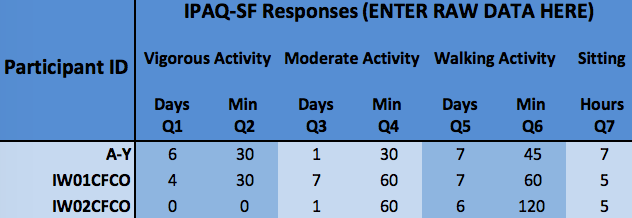 IPAQ-SF Responses (ENTER RAW DATA HERE)
Participant ID Vigorous Activity Moderate Activity Walking Activity Sitting
Days Min Days Min Days Min Hours
Q1 Q2 Q3 Q4 Q5 Q6 Q7
A-Y 6 30 1 30 7 45 7
IW01CFCO 4 30 7 60 7 60 5
IW02CFCO 0 0 1 60 6 120 5